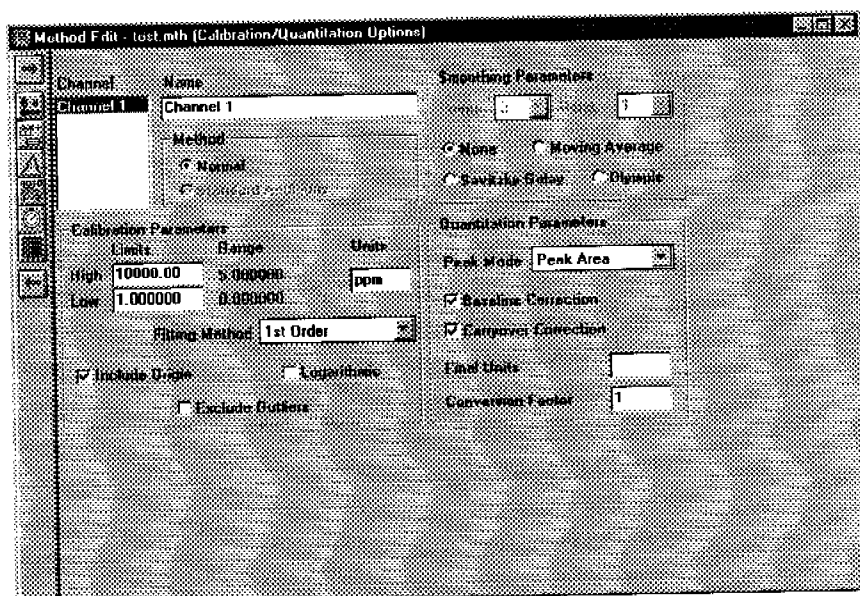 Method Edit - test.mth (Calibration/Quantitation Options)
Channel
Channel 1
Name
Channel 1
Method
Normal
Smoothing Parameters
None
Moving Average
Savitsky Golay
Olympic
Calibration Parameters
Limits
Range
Units
High 10000.00 5.000000
ppm
Low 1.000000 0.000000
Fitting Method 1st Order
Include Origin
Logarithmic
Exclude Outliers
Quantitation Parameters
Peak Mode Peak Area
Baseline Correction
Carryover Correction
Final Units
Conversion Factor 1